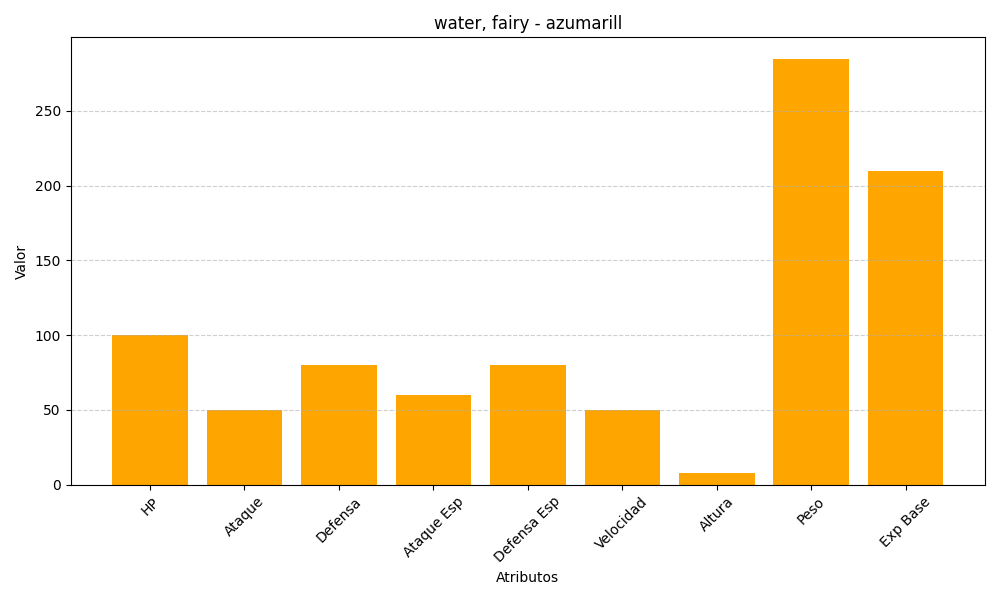 water, fairy - azumarill
Valor
250
200
150
100
50
0
HP
Ataque
Defensa
Ataque Esp
Defensa Esp
Velocidad
Altura
Peso
Exp Base
Atributos